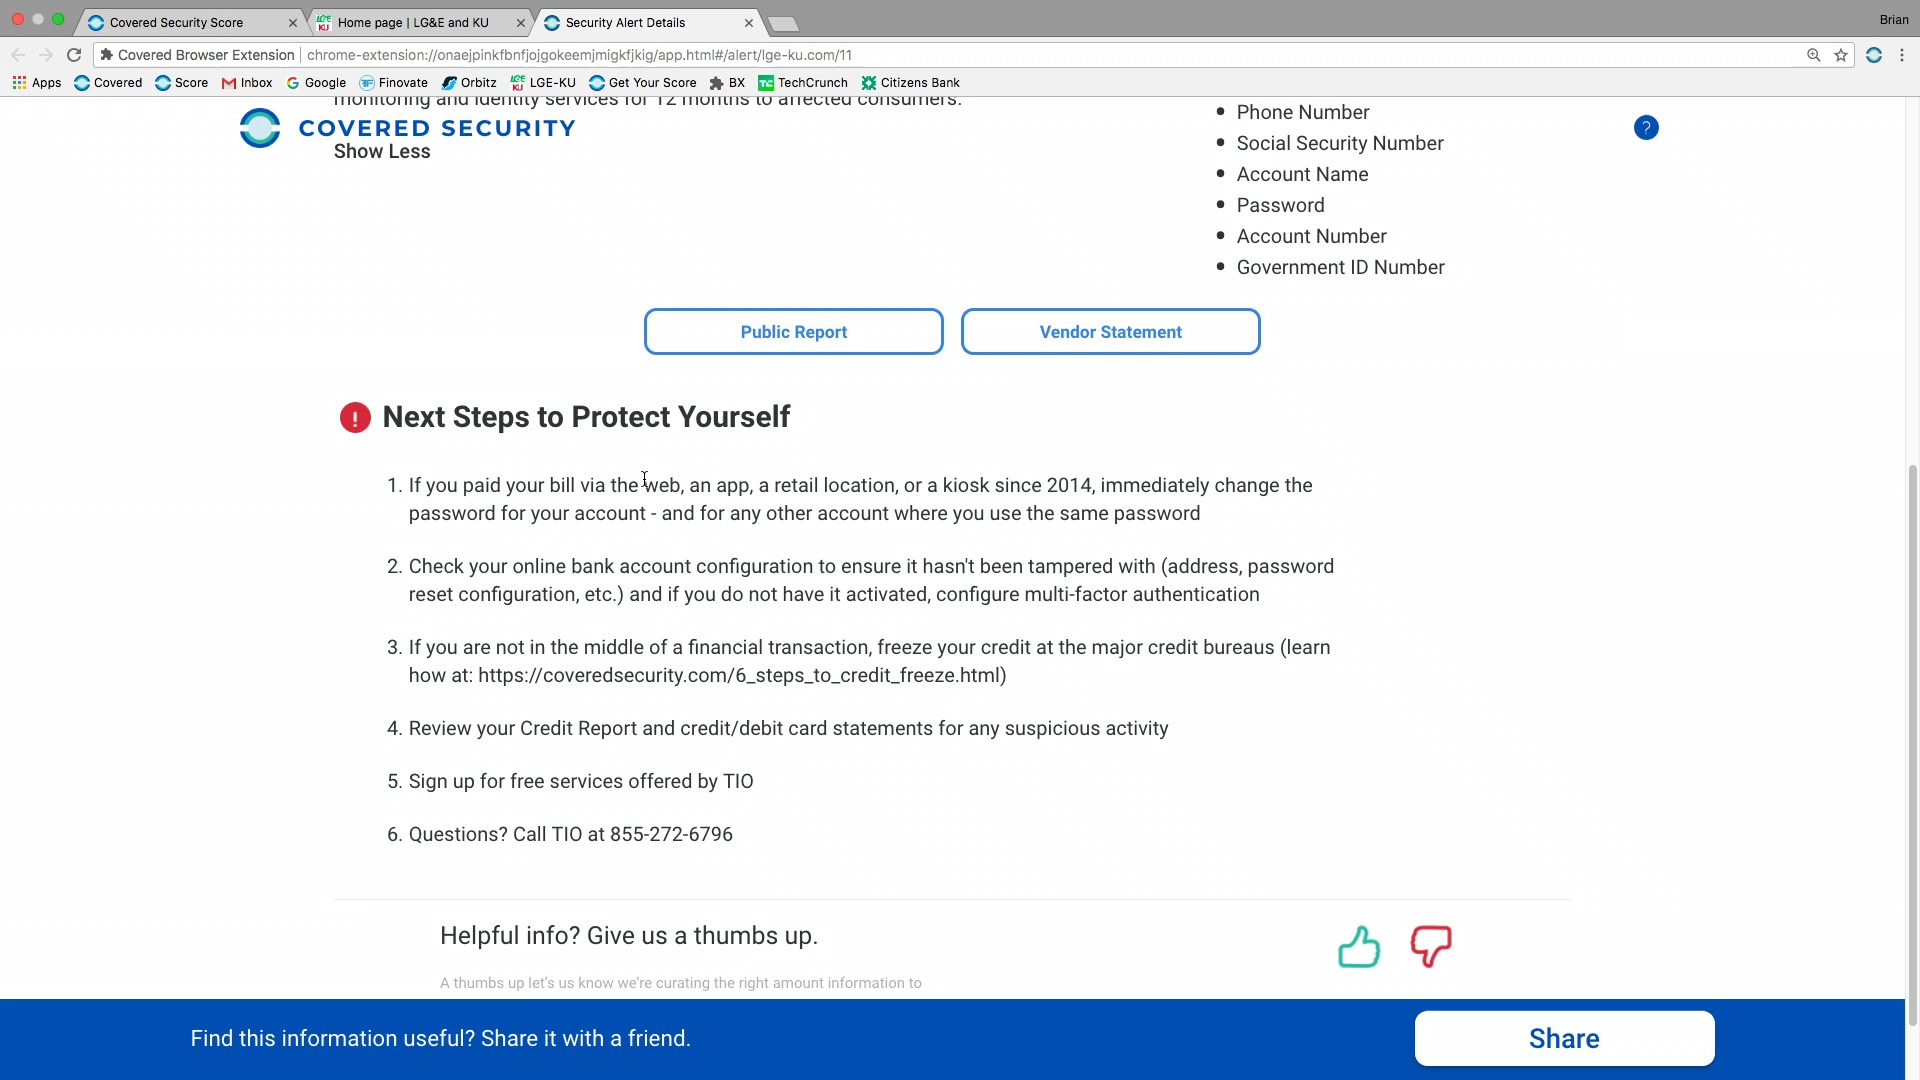 Covered Security Score
Home page | LG&E and KU
Security Alert Details
Brian
Covered Browser Extension | chrome-extension://onaejpinkfbnfjojgokeemjmigkfjkig/app.html#/alert/lge-ku.com/11
Apps Covered Score Inbox Google Finovate Orbitz LGE-KU Get Your Score BX TechCrunch Citizens Bank
monitoring and identity services for 12 months to affected consumers.
COVERED SECURITY
Show Less
?
Phone Number
Social Security Number
Account Name
Password
Account Number
Government ID Number
Public Report
Vendor Statement
Next Steps to Protect Yourself
1. If you paid your bill via the web, an app, a retail location, or a kiosk since 2014, immediately change the
password for your account - and for any other account where you use the same password
2. Check your online bank account configuration to ensure it hasn't been tampered with (address, password
reset configuration, etc.) and if you do not have it activated, configure multi-factor authentication
3. If you are not in the middle of a financial transaction, freeze your credit at the major credit bureaus (learn
how at: https://coveredsecurity.com/6_steps_to_credit_freeze.html)
4. Review your Credit Report and credit/debit card statements for any suspicious activity
5. Sign up for free services offered by TIO
6. Questions? Call TIO at 855-272-6796
Helpful info? Give us a thumbs up.
A thumbs up let's us know we're curating the right amount information to
Find this information useful? Share it with a friend.
Share